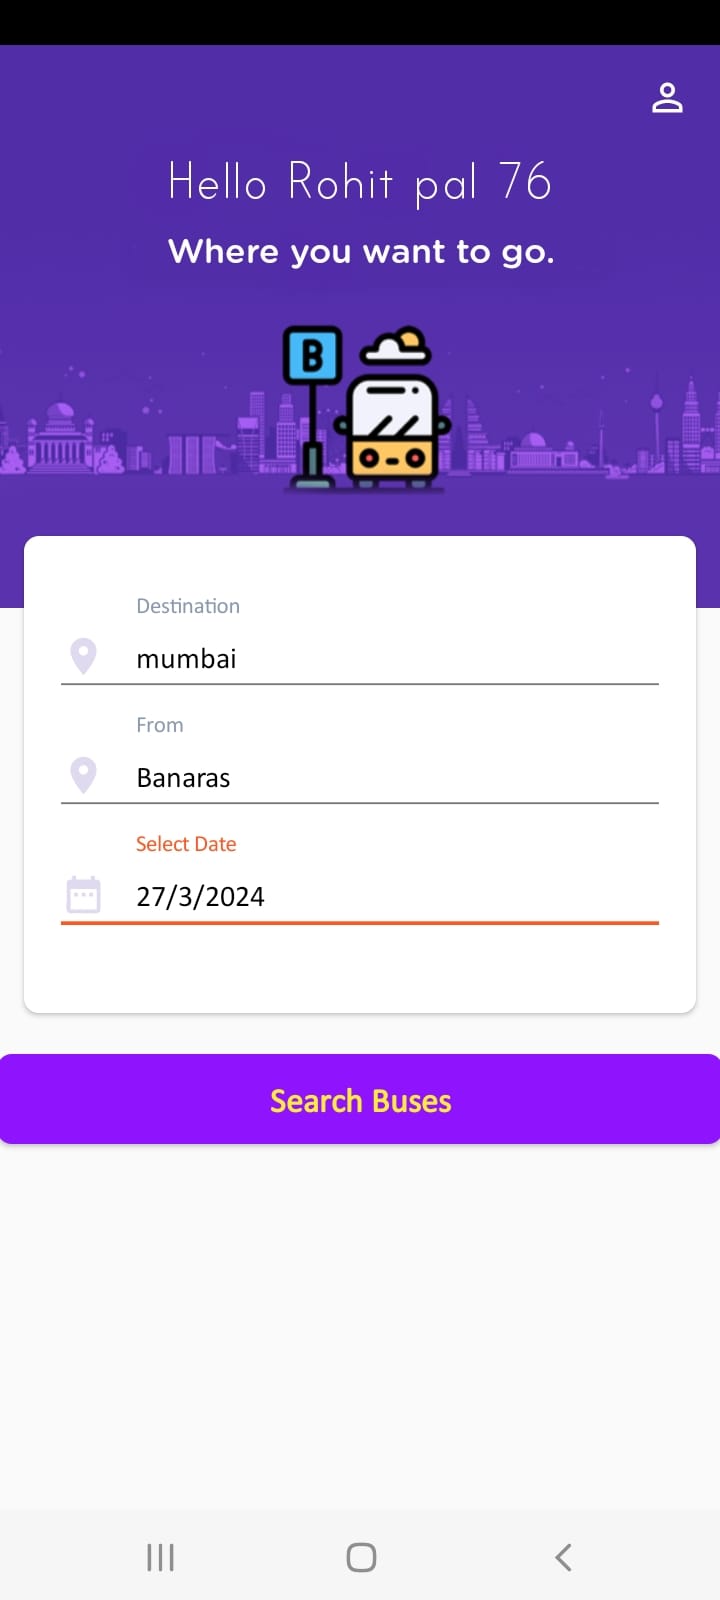 Hello Rohit pal 76
Where you want to go.
B
Destination
mumbai
From
Banaras
Select Date
27/3/2024
Search Buses